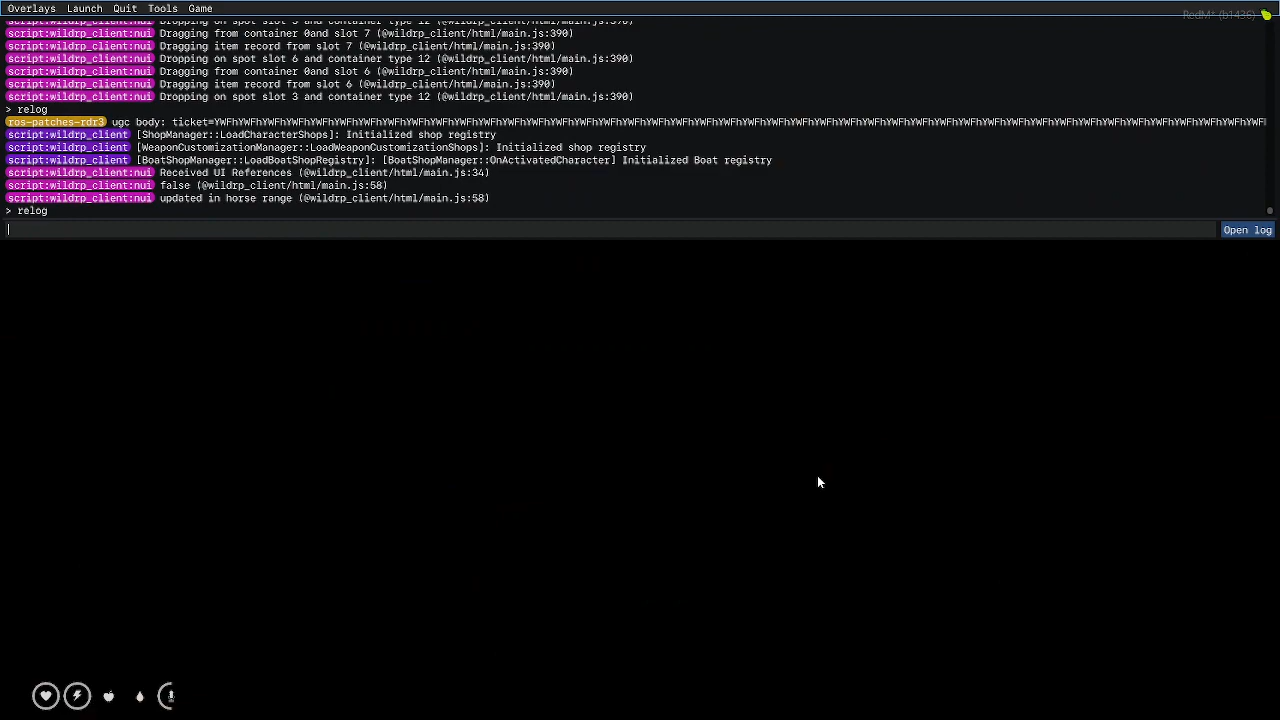 Overlays Launch Quit Tools Game
RedM* (b1436)
script:wildrp_client:nui Dropping on spot slot 3 and container type 12 (@wildrp_client/html/main.js:390)
script:wildrp_client:nui Dragging from container 0and slot 7 (@wildrp_client/html/main.js:390)
script:wildrp_client:nui Dragging item record from slot 7 (@wildrp_client/html/main.js:390)
script:wildrp_client:nui Dropping on spot slot 6 and container type 12 (@wildrp_client/html/main.js:390)
script:wildrp_client:nui Dragging from container 0and slot 6 (@wildrp_client/html/main.js:390)
script:wildrp_client:nui Dragging item record from slot 6 (@wildrp_client/html/main.js:390)
script:wildrp_client:nui Dropping on spot slot 3 and container type 12 (@wildrp_client/html/main.js:390)
> relog
ros-patches-rdr3 ugc body:
script:wildrp_client [ShopManager::LoadCharacterShops]: Initialized shop registry
script:wildrp_client [WeaponCustomizationManager::LoadWeaponCustomizationShops]: Initialized shop registry
script:wildrp_client [BoatShopManager::LoadBoatShopRegistry]: [BoatShopManager::OnActivatedCharacter] Initialized Boat registry
script:wildrp_client:nui Received UI References (@wildrp_client/html/main.js:34)
script:wildrp_client:nui false (@wildrp_client/html/main.js:58)
script:wildrp_client:nui updated in horse range (@wildrp_client/html/main.js:58)
> relog
Open log